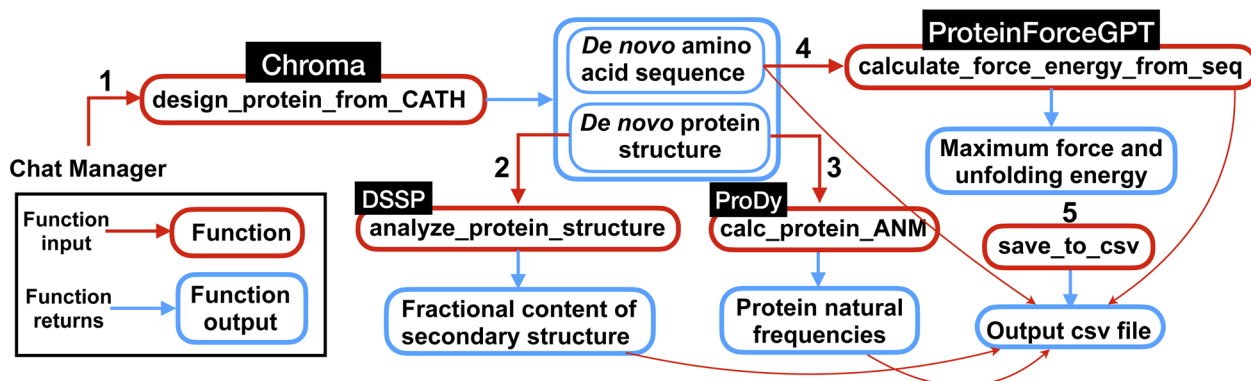 1
Chroma
design_protein_from_CATH
Chat Manager
De novo amino
acid sequence
De novo protein
structure
4
ProteinForceGPT
calculate_force_energy_from_seq
Maximum force and
unfolding energy
2
DSSP
analyze_protein_structure
Fractional content of
secondary structure
3
ProDy
calc_protein_ANM
Protein natural
frequencies
5
save_to_csv
Output csv file
Function
input
Function
Function
returns
Function
output